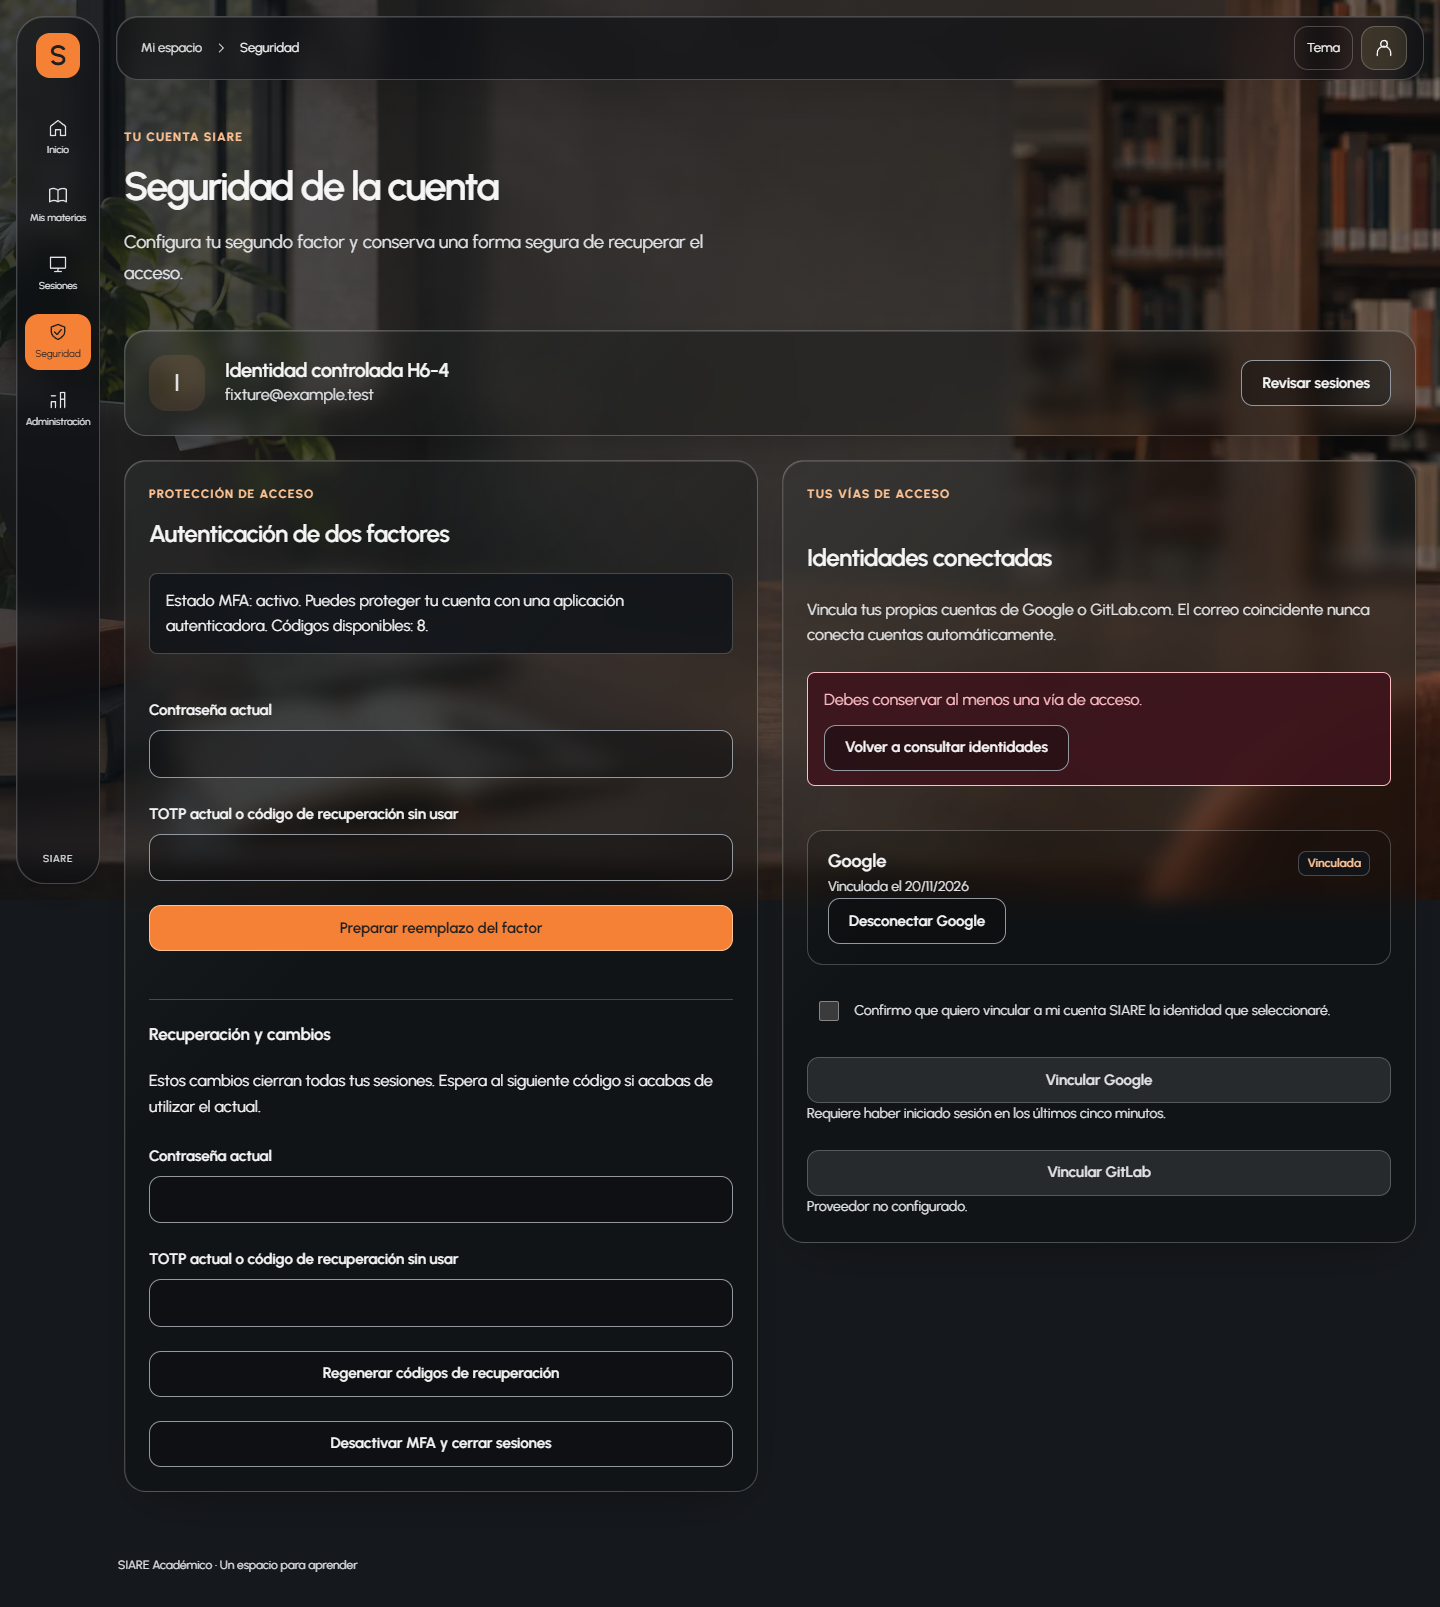 S
Mi espacio > Seguridad
Tema
Inicio
Mis materias
Sesiones
Seguridad
Administración
SIARE
TU CUENTA SIARE
Seguridad de la cuenta
Configura tu segundo factor y conserva una forma segura de recuperar el
acceso.
I
Identidad controlada H6-4
fixture@example.test
Revisar sesiones
PROTECCIÓN DE ACCESO
Autenticación de dos factores
Estado MFA: activo. Puedes proteger tu cuenta con una aplicación
autenticadora. Códigos disponibles: 8.
Contraseña actual
TOTP actual o código de recuperación sin usar
Preparar reemplazo del factor
Recuperación y cambios
Estos cambios cierran todas tus sesiones. Espera al siguiente código si acabas de
utilizar el actual.
Contraseña actual
TOTP actual o código de recuperación sin usar
Regenerar códigos de recuperación
Desactivar MFA y cerrar sesiones
TUS VÍAS DE ACCESO
Identidades conectadas
Vincula tus propias cuentas de Google o GitLab.com. El correo coincidente nunca
conecta cuentas automáticamente.
Debes conservar al menos una vía de acceso.
Volver a consultar identidades
Google
Vinculada
Vinculada el 20/11/2026
Desconectar Google
Confirmo que quiero vincular a mi cuenta SIARE la identidad que seleccionaré.
Vincular Google
Requiere haber iniciado sesión en los últimos cinco minutos.
Vincular GitLab
Proveedor no configurado.
SIARE Académico · Un espacio para aprender